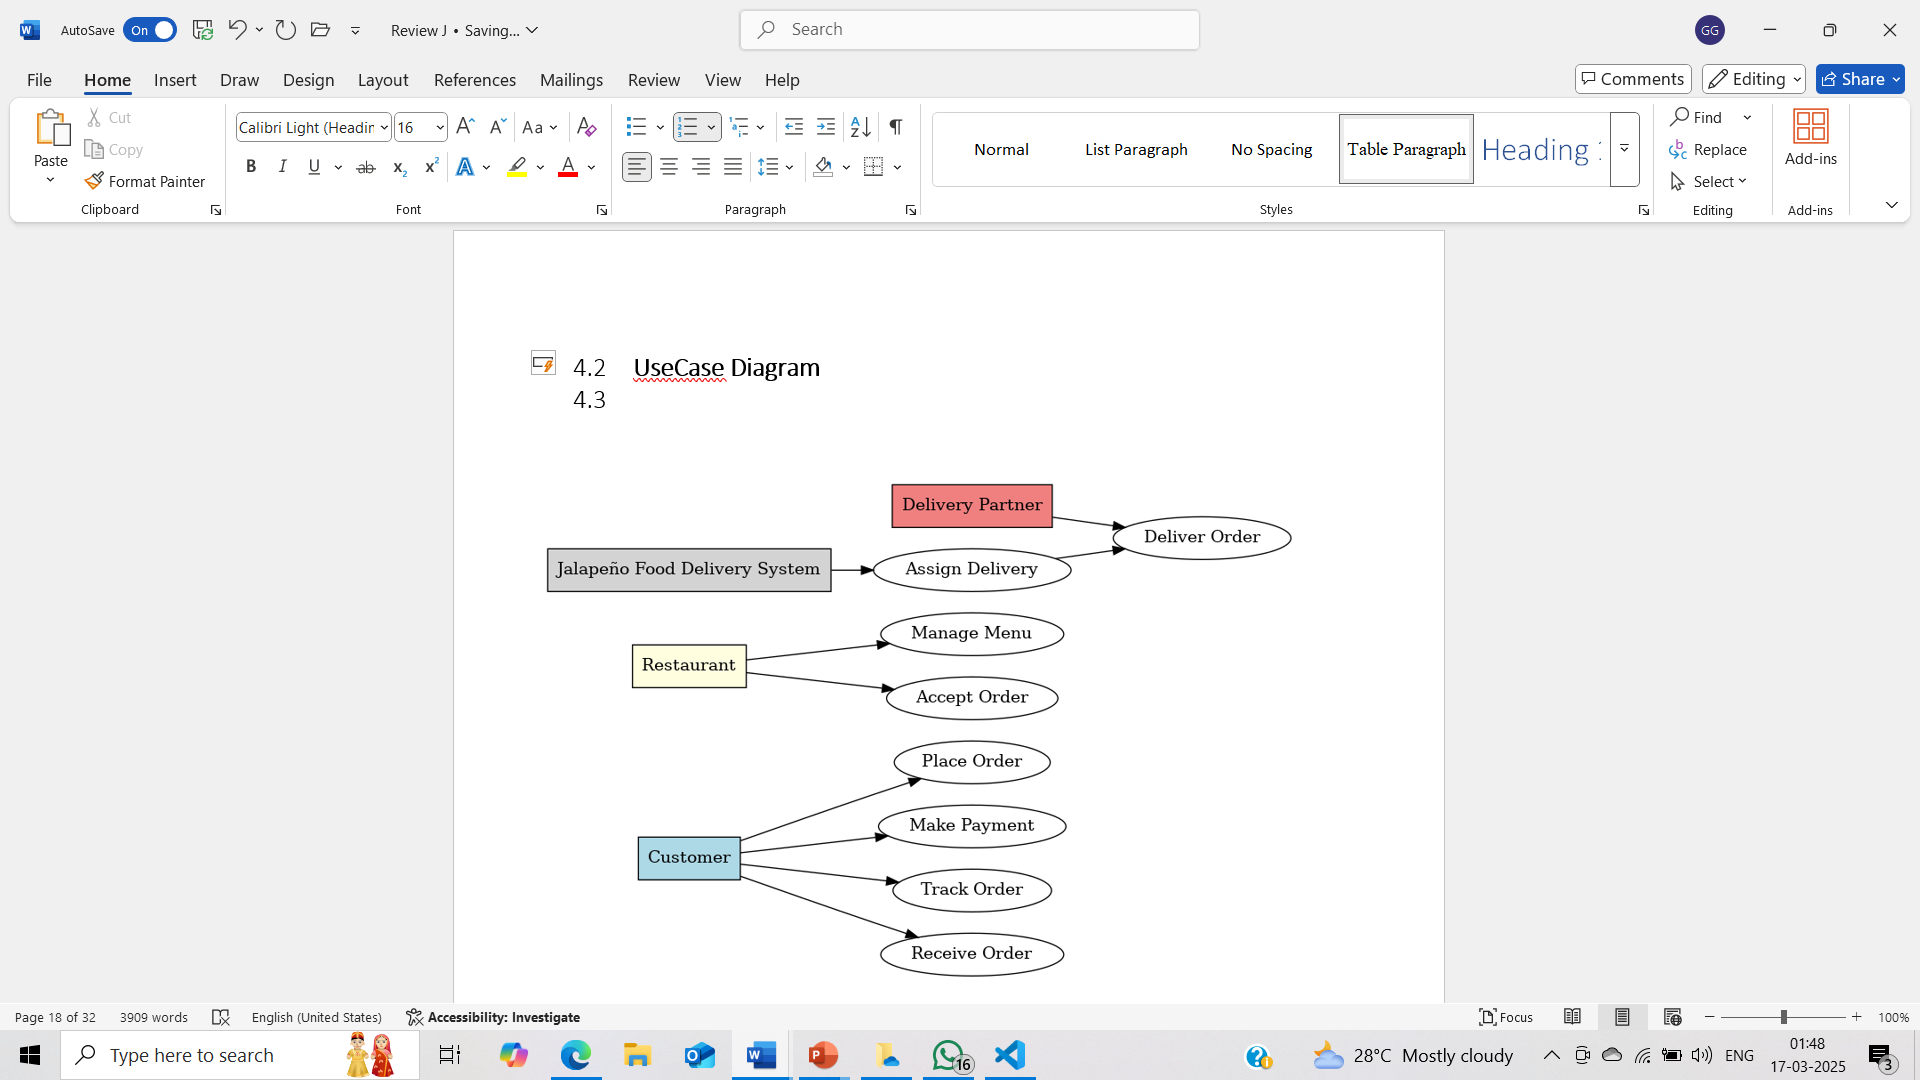 AutoSave On Review J • Saving... Search GG
File Home Insert Draw Design Layout References Mailings Review View Help Comments Editing Share
Paste Cut Copy Format Painter Clipboard
Calibri Light (Headin 16 Aa
B I U ab x₂ x² A A
Font
Paragraph
Normal List Paragraph No Spacing Table Paragraph Heading
Styles
Find Replace Select Editing
Add-ins
Add-ins
4.2 UseCase Diagram
4.3
Delivery Partner
Deliver Order
Jalapeño Food Delivery System
Assign Delivery
Manage Menu
Restaurant
Accept Order
Place Order
Make Payment
Customer
Track Order
Receive Order
Page 18 of 32 3909 words English (United States) Accessibility: Investigate Focus 100%
Type here to search 16 28°C Mostly cloudy ENG 01:48
17-03-2025 3